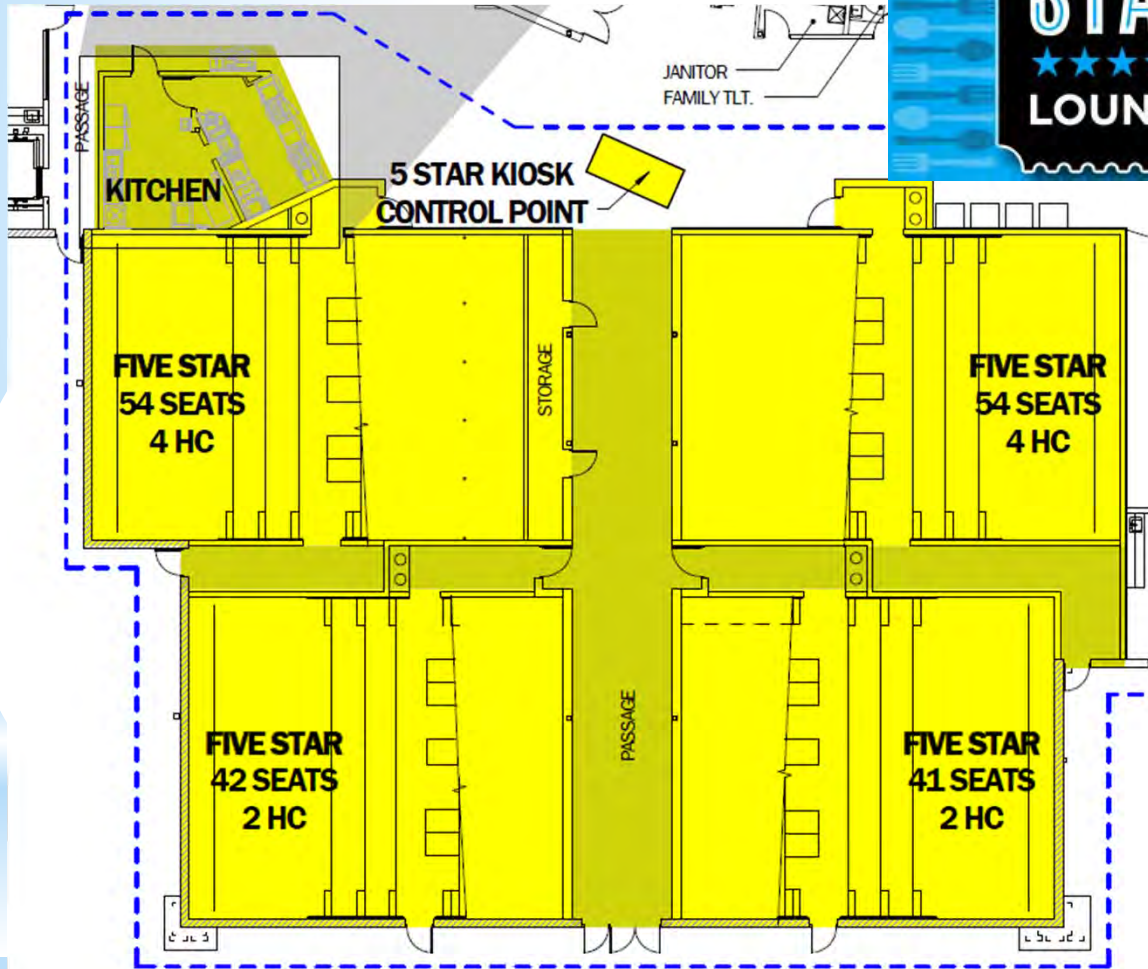 JANITOR
FAMILY TLT.
LOUN
PASSAGE
KITCHEN
5 STAR KIOSK
CONTROL POINT
FIVE STAR
54 SEATS
4 HC
STORAGE
FIVE STAR
54 SEATS
4 HC
FIVE STAR
42 SEATS
2 HC
PASSAGE
FIVE STAR
41 SEATS
2 HC